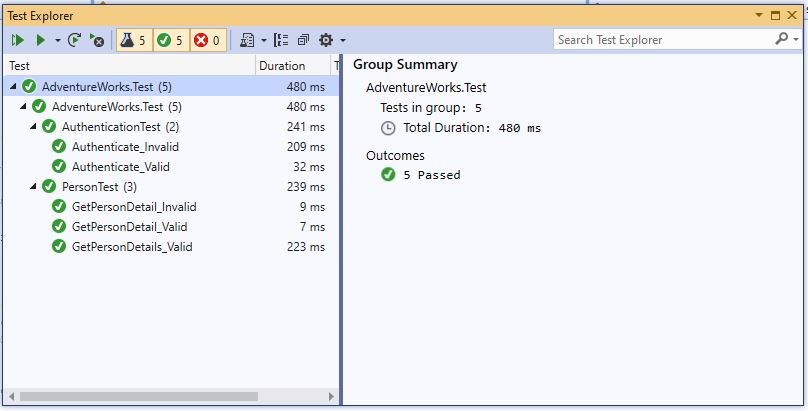 Test Explorer
5 5 0
Search Test Explorer
Test Duration T
AdventureWorks.Test (5) 480 ms
AdventureWorks.Test (5) 480 ms
AuthenticationTest (2) 241 ms
Authenticate_Invalid 209 ms
Authenticate_Valid 32 ms
PersonTest (3) 239 ms
GetPersonDetail_Invalid 9 ms
GetPersonDetail_Valid 7 ms
GetPersonDetails_Valid 223 ms
Group Summary
AdventureWorks.Test
Tests in group: 5
Total Duration: 480 ms
Outcomes
5 Passed